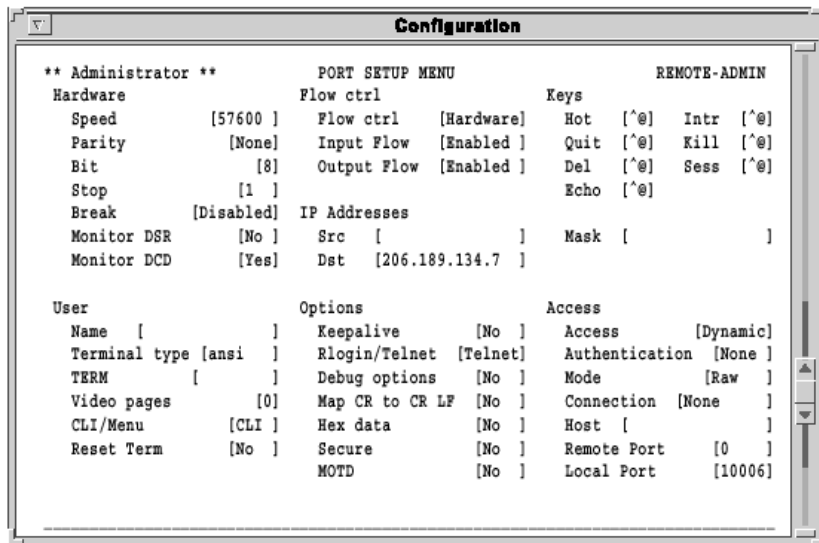 Configuration
** Administrator ** PORT SETUP MENU REMOTE-ADMIN
Hardware Flow ctrl Keys
Speed [57600 ] Flow ctrl [Hardware] Hot [^@] Intr [^@]
Parity [None] Input Flow [Enabled ] Quit [^@] Kill [^@]
Bit [8] Output Flow [Enabled ] Del [^@] Sess [^@]
Stop [1 ] Echo [^@]
Break [Disabled] IP Addresses
Monitor DSR [No ] Src [ ] Mask [ ]
Monitor DCD [Yes] Dst [206.189.134.7 ]
User Options Access
Name [ ] Keepalive [No ] Access [Dynamic]
Terminal type [ansi ] Rlogin/Telnet [Telnet] Authentication [None ]
TERM [ ] Debug options [No ] Mode [Raw ]
Video pages [0] Map CR to CR LF [No ] Connection [None ]
CLI/Menu [CLI ] Hex data [No ] Host [ ]
Reset Term [No ] Secure [No ] Remote Port [0 ]
MOTD [No ] Local Port [10006]